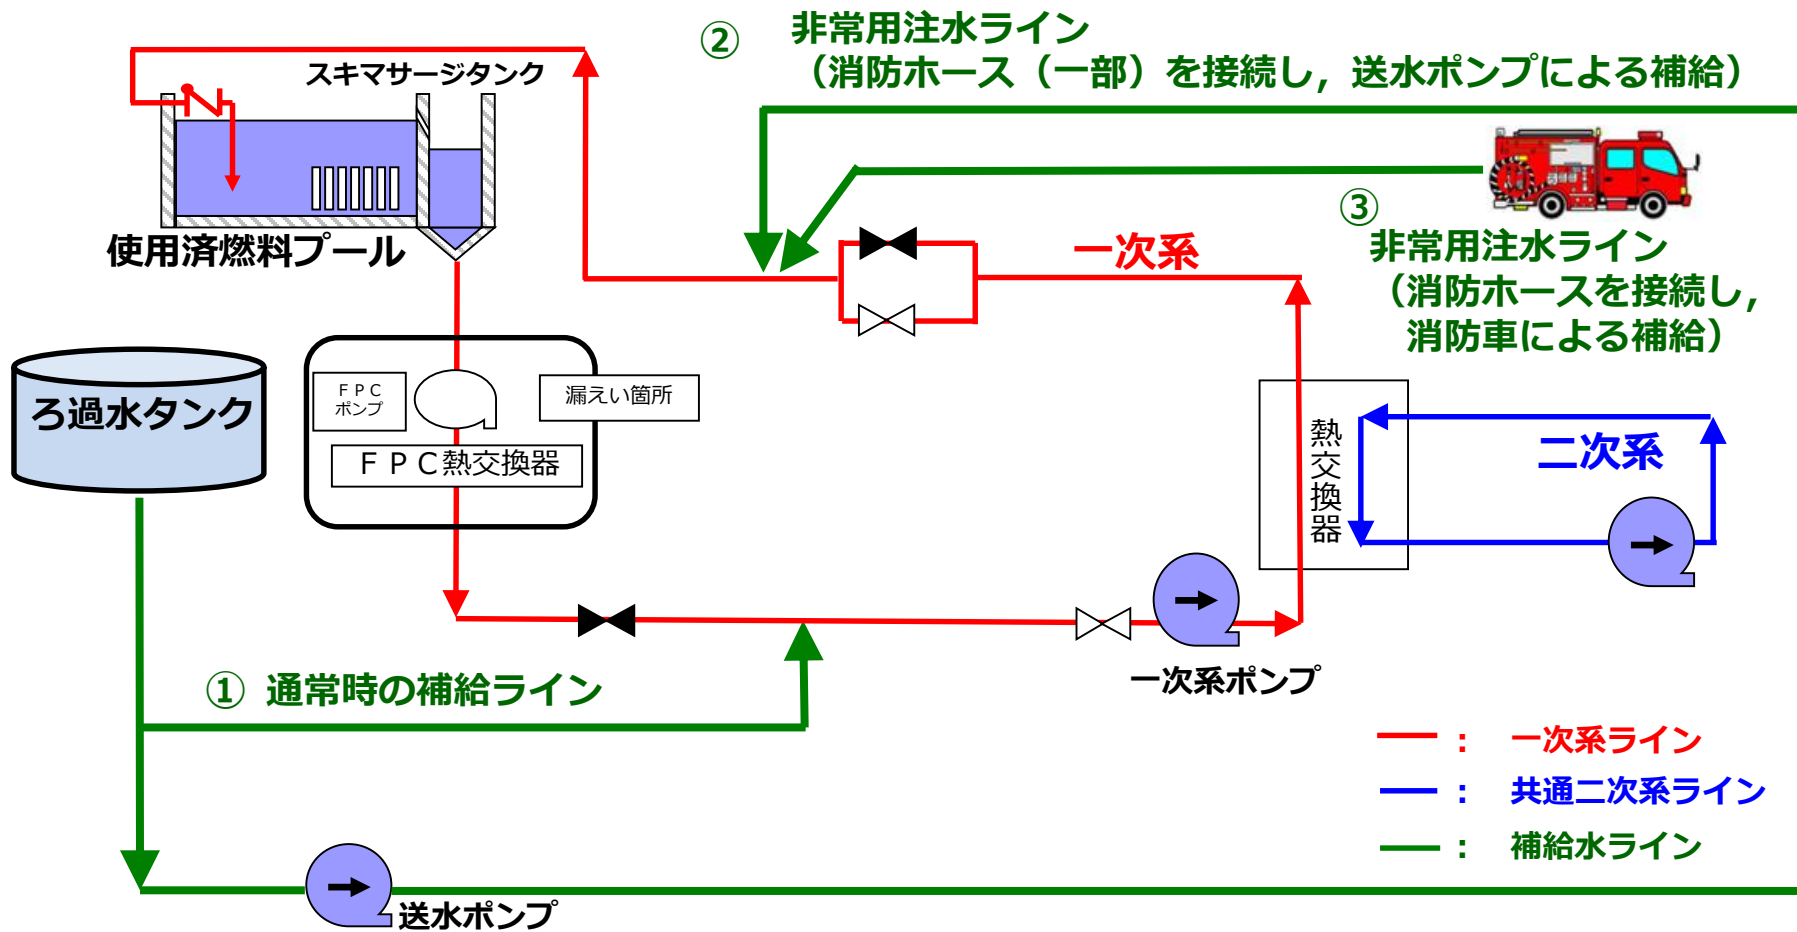 ②
非常用注水ライン
（消防ホース（一部）を接続し，送水ポンプによる補給）
スキマサージタンク
使用済燃料プール
一次系
③
非常用注水ライン
（消防ホースを接続し，
消防車による補給）
ろ過水タンク
ＦＰＣ
ポンプ
漏えい箇所
ＦＰＣ熱交換器
熱交換器
二次系
① 通常時の補給ライン
一次系ポンプ
： 一次系ライン
： 共通二次系ライン
： 補給水ライン
送水ポンプ